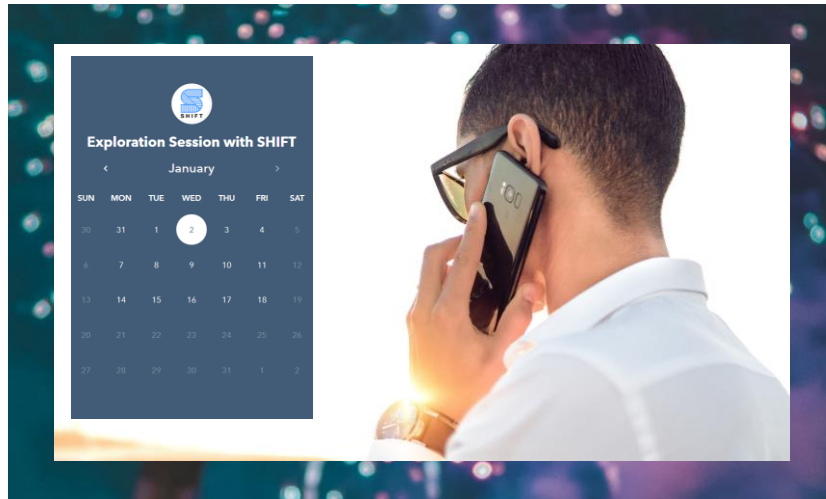 SHIFT
Exploration Session with SHIFT
‹ January ›
SUN MON TUE WED THU FRI SAT
30 31 1 2 3 4 5
6 7 8 9 10 11 12
13 14 15 16 17 18 19
20 21 22 23 24 25 26
27 28 29 30 31 1 2